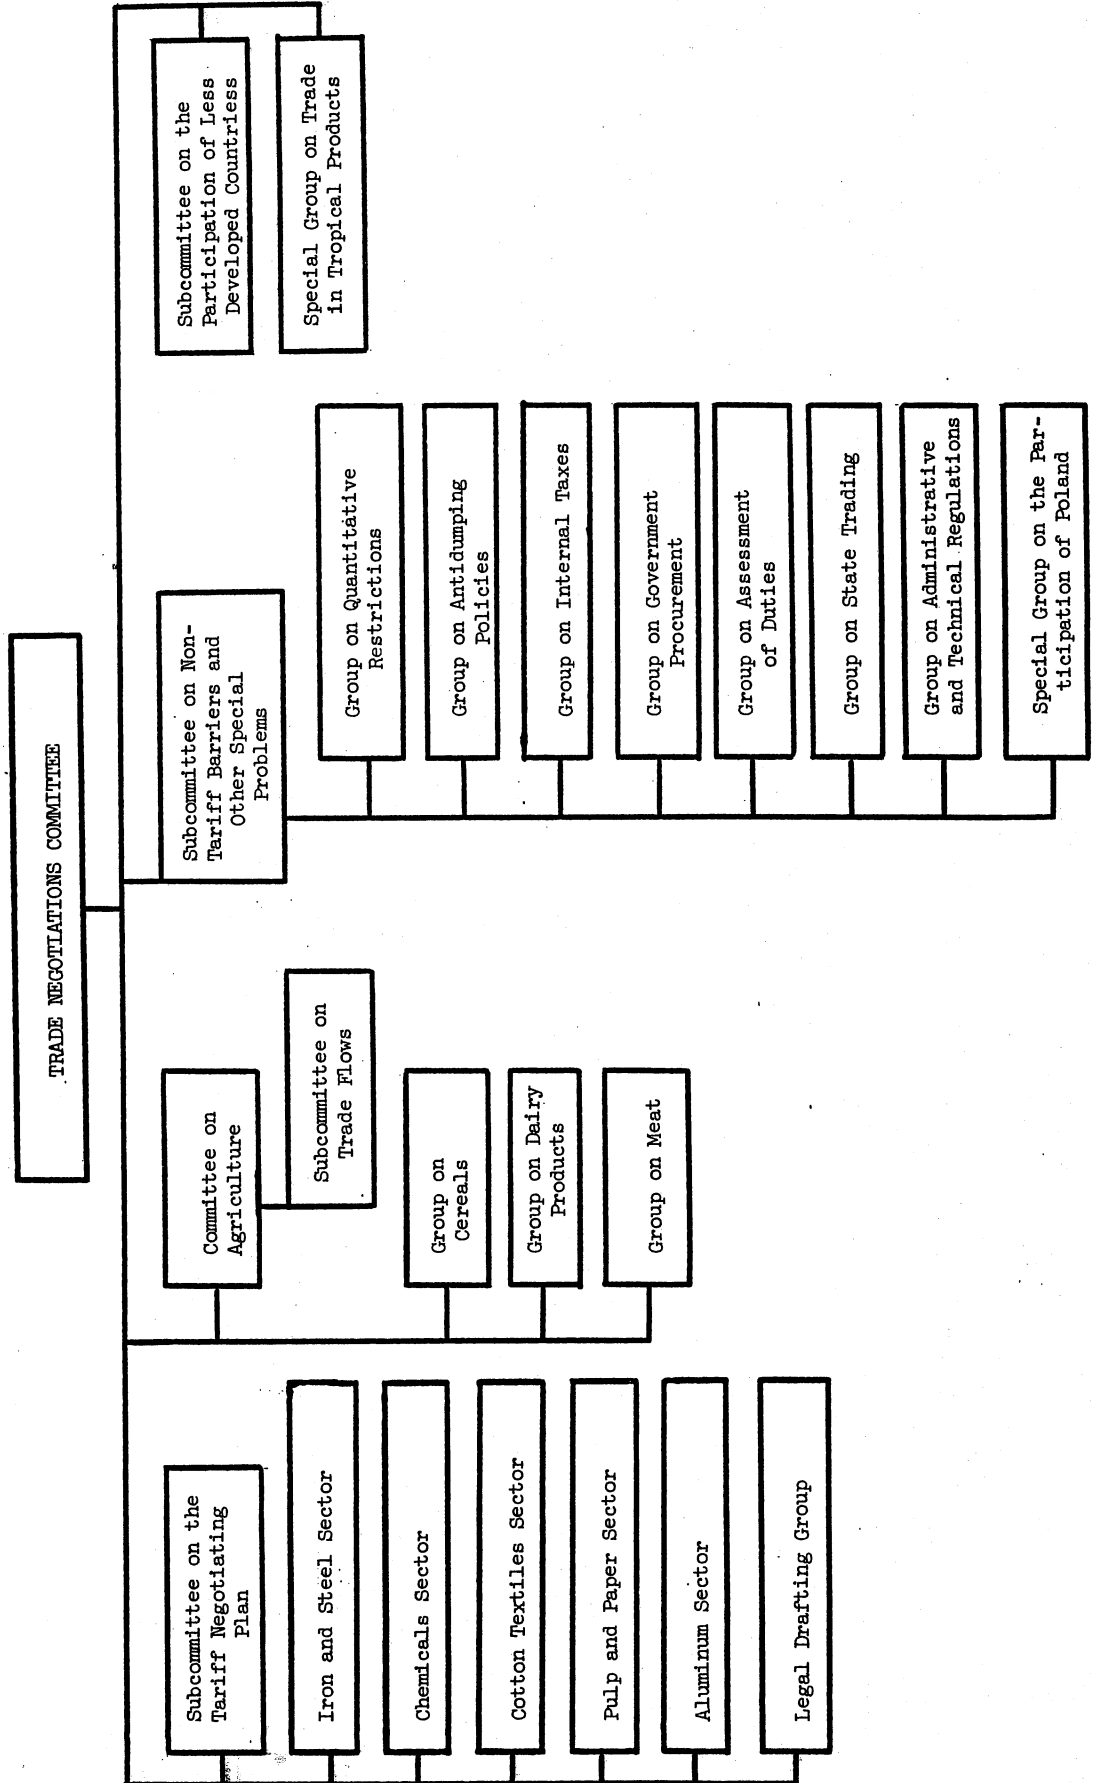 TRADE NEGOTIATIONS COMMITTEE
Subcommittee on the
Tariff Negotiating
Plan
Iron and Steel Sector
Chemicals Sector
Cotton Textiles Sector
Pulp and Paper Sector
Aluminum Sector
Legal Drafting Group
Committee on
Agriculture
Subcommittee on
Trade Flows
Group on
Cereals
Group on Dairy
Products
Group on Meat
Subcommittee on Non-
Tariff Barriers and
Other Special
Problems
Group on Quantitative
Restrictions
Group on Antidumping
Policies
Group on Internal Taxes
Group on Government
Procurement
Group on Assessment
of Duties
Group on State Trading
Group on Administrative
and Technical Regulations
Special Group on the Par-
ticipation of Poland
Subcommittee on the
Participation of Less
Developed Countriess
Special Group on Trade
in Tropical Products